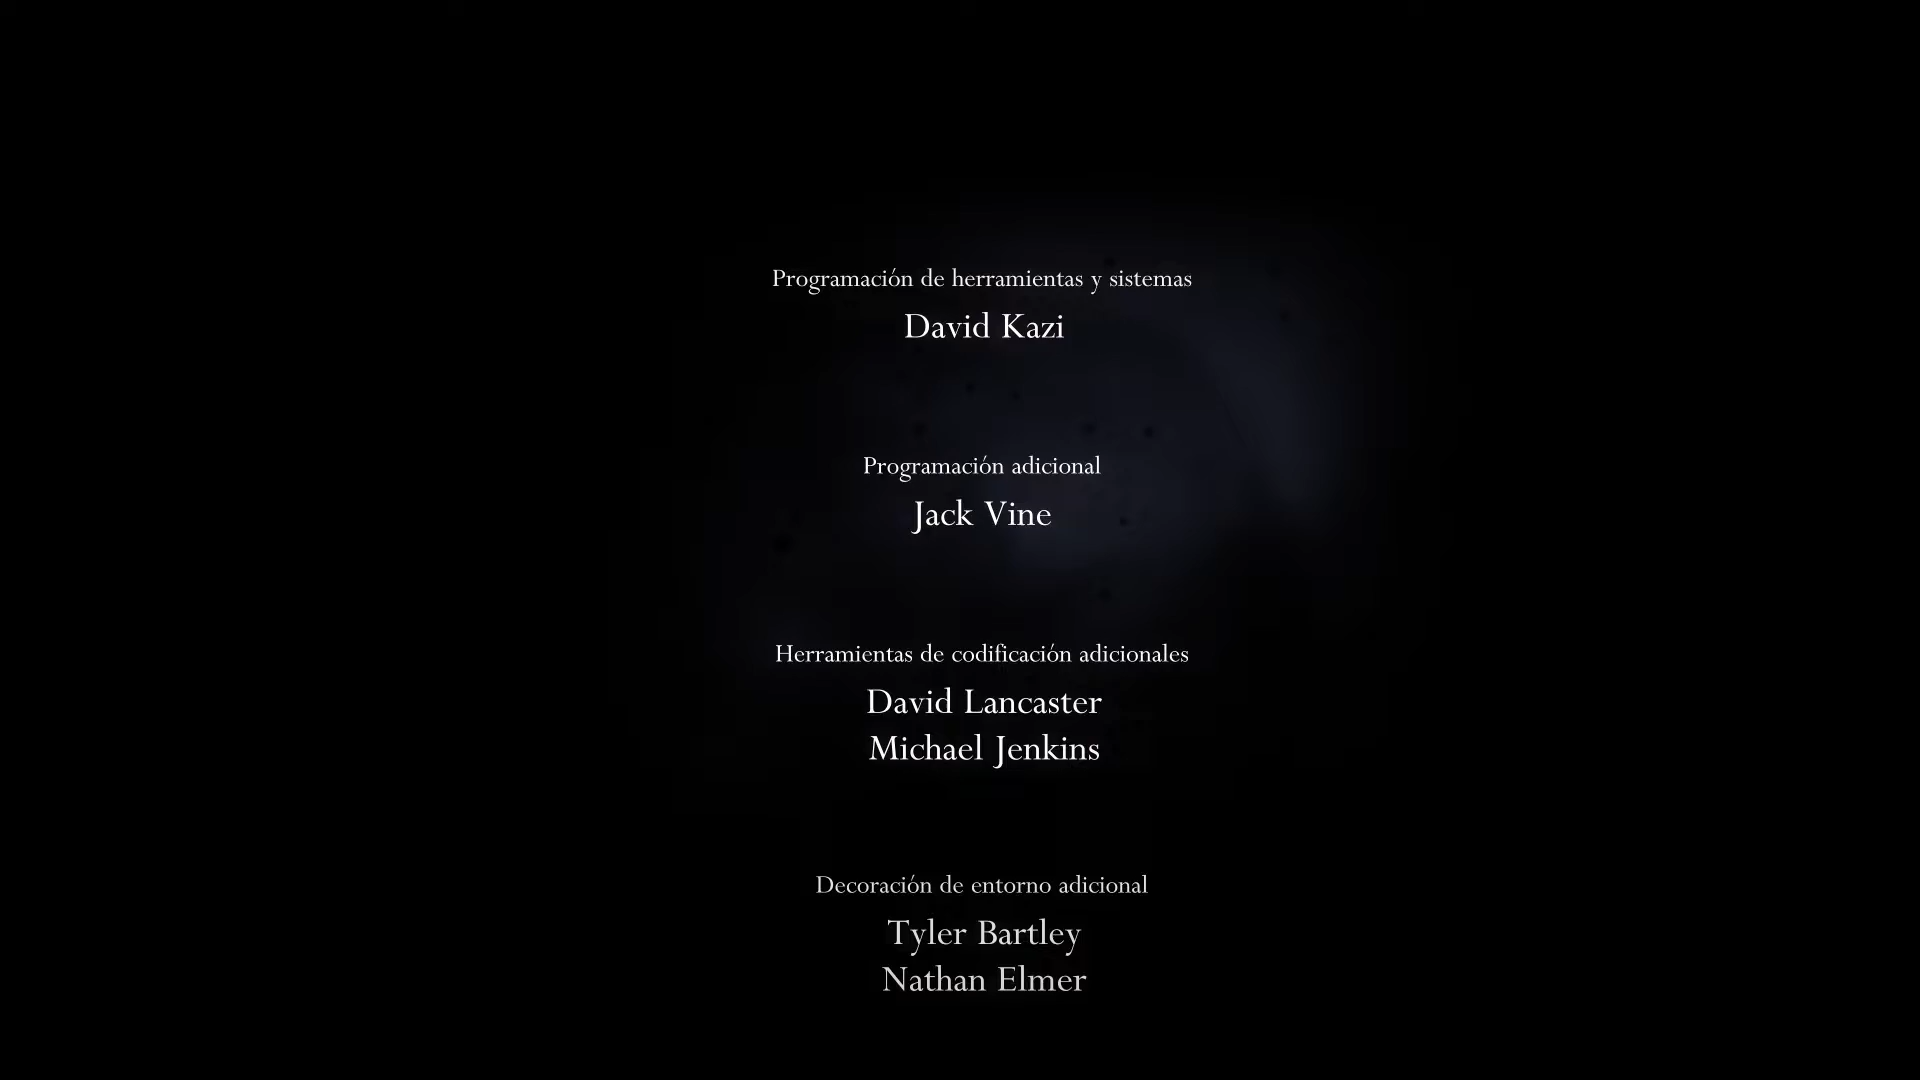 Programación de herramientas y sistemas
David Kazi
Programación adicional
Jack Vine
Herramientas de codificación adicionales
David Lancaster
Michael Jenkins
Decoración de entorno adicional
Tyler Bartley
Nathan Elmer